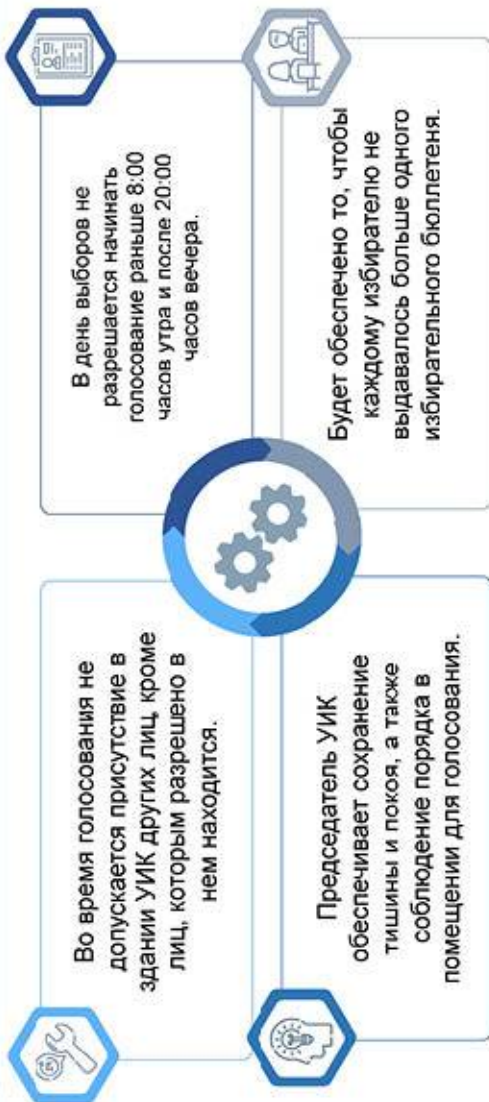 Во время голосования не
допускается присутствие в
здании УИК других лиц, кроме
лиц, которым разрешено в
нем находится.
В день выборов не
разрешается начинать
голосование раньше 8:00
часов утра и после 20:00
часов вечера.
Председатель УИК
обеспечивает сохранение
тишины и покоя, а также
соблюдение порядка в
помещении для голосования.
Будет обеспечено то, чтобы
каждому избирателю не
выдавалось больше одного
избирательного бюллетеня.